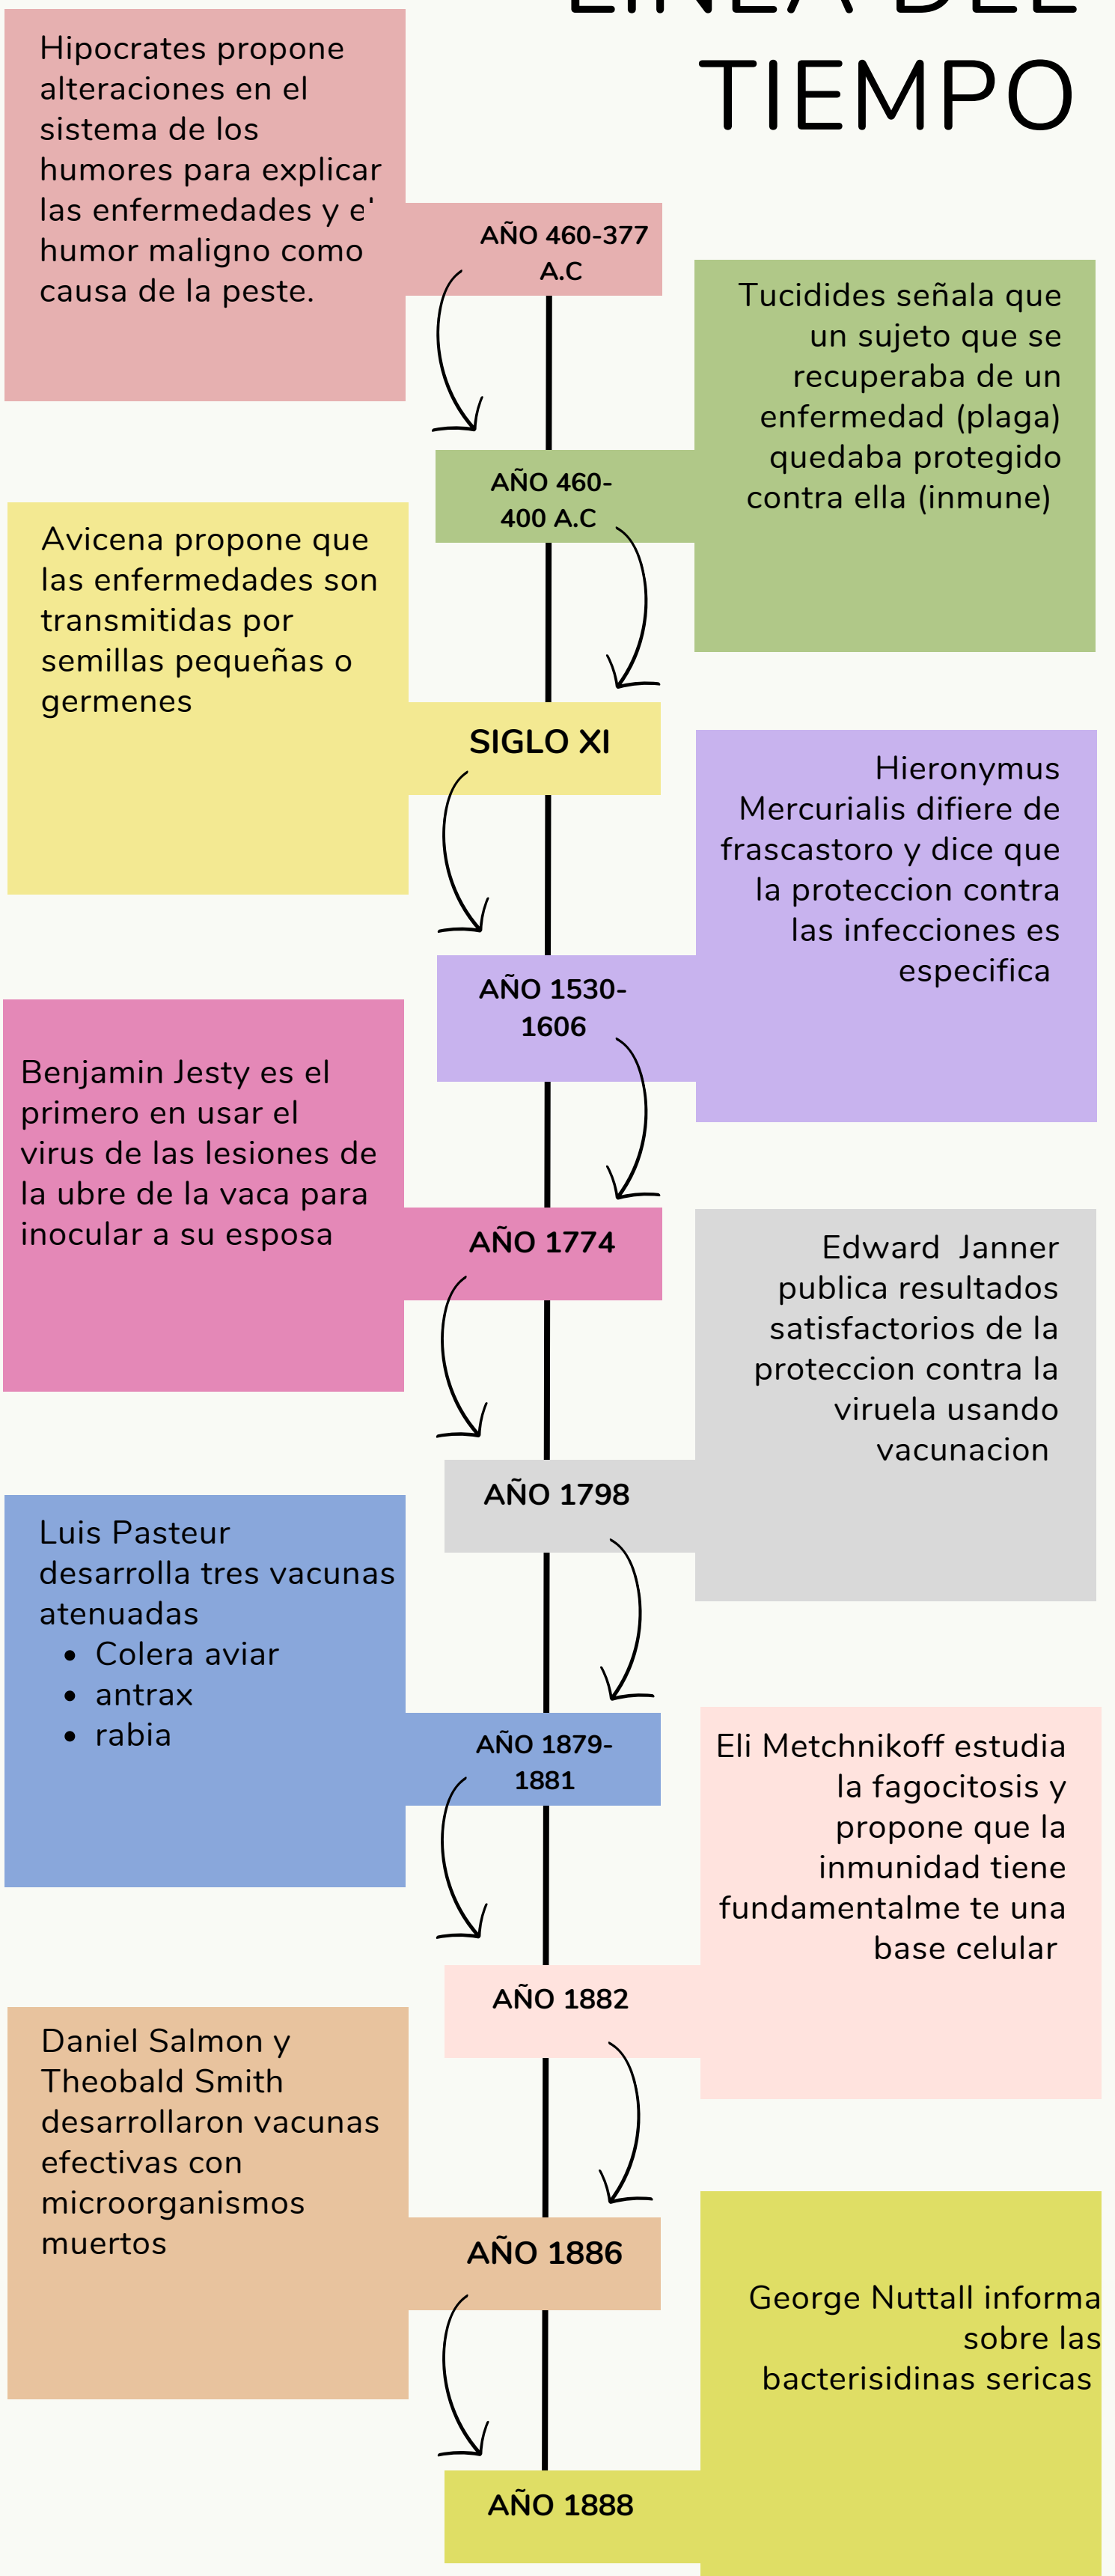 LINEA DEL
TIEMPO
Hipocrates propone
alteraciones en el
sistema de los
humores para explicar
las enfermedades y el
humor maligno como
causa de la peste.
AÑO 460-377
A.C
Tucidides señala que
un sujeto que se
recuperaba de un
enfermedad (plaga)
quedaba protegido
contra ella (inmune)
AÑO 460-
400 A.C
Avicena propone que
las enfermedades son
transmitidas por
semillas pequeñas o
germenes
SIGLO XI
Hieronymus
Mercurialis difiere de
frascastoro y dice que
la proteccion contra
las infecciones es
especifica
AÑO 1530-
1606
Benjamin Jesty es el
primero en usar el
virus de las lesiones de
la ubre de la vaca para
inocular a su esposa
AÑO 1774
Edward Janner
publica resultados
satisfactorios de la
proteccion contra la
viruela usando
vacunacion
AÑO 1798
Luis Pasteur
desarrolla tres vacunas
atenuadas
• Colera aviar
• antrax
• rabia
AÑO 1879-
1881
Eli Metchnikoff estudia
la fagocitosis y
propone que la
inmunidad tiene
fundamentalme te una
base celular
AÑO 1882
Daniel Salmon y
Theobald Smith
desarrollaron vacunas
efectivas con
microorganismos
muertos
AÑO 1886
George Nuttall informa
sobre las
bacterisidinas sericas
AÑO 1888